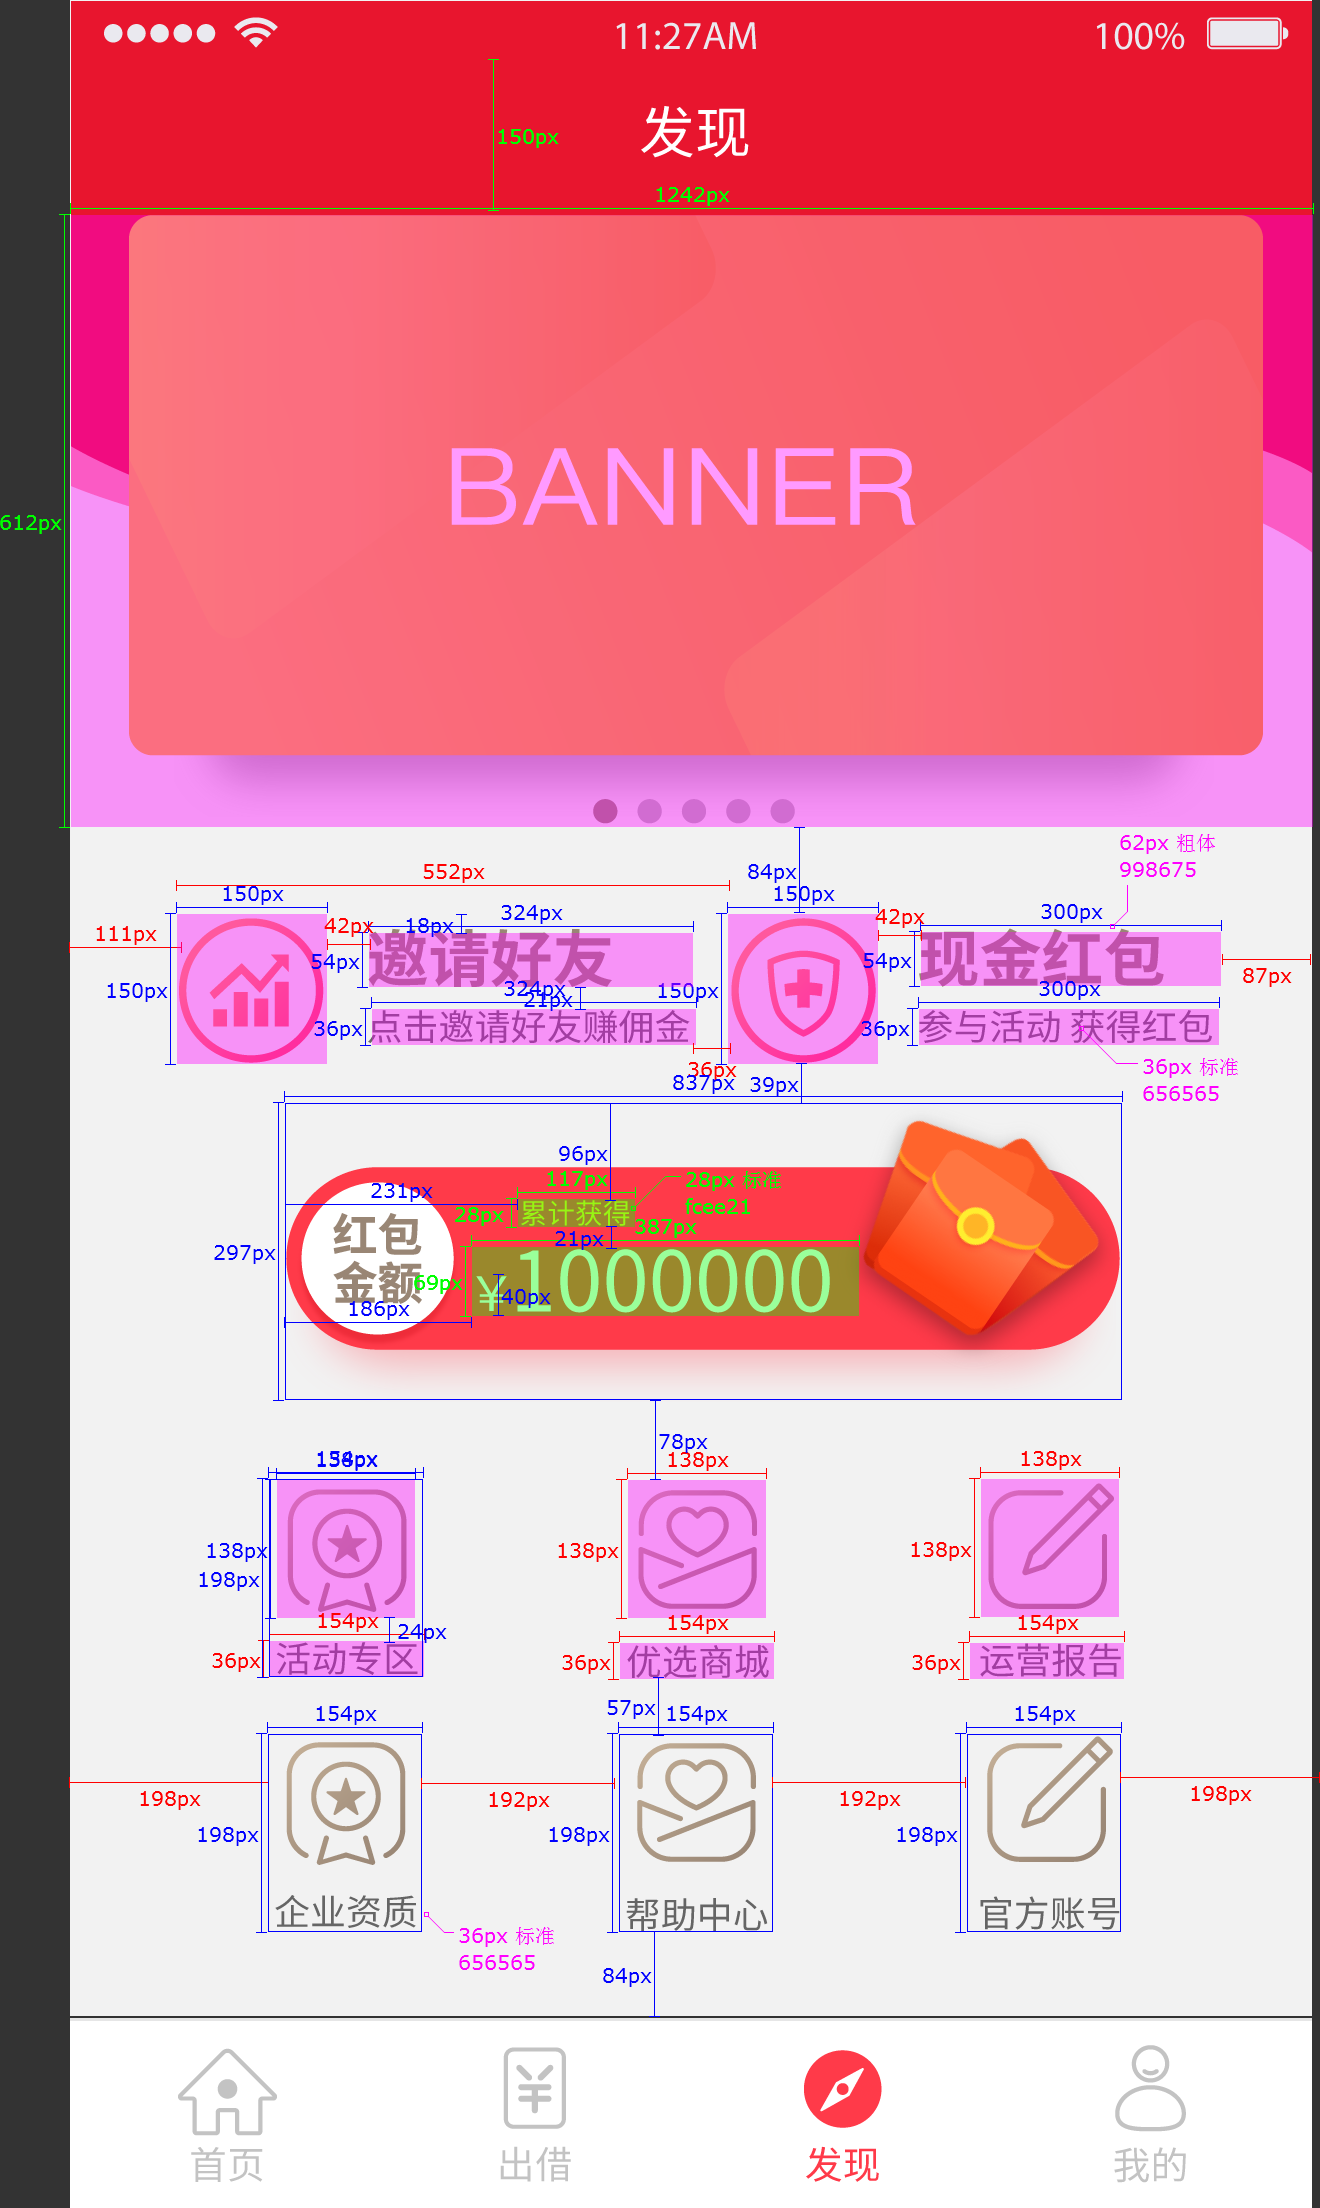 11:27AM
100%
发现
150px
1242px
612px
BANNER
62px 粗体
998675
552px
84px
150px
150px
324px
300px
18px
42px
42px
111px
邀请好友
现金红包
54px
54px
87px
150px
150px
324px
21px
300px
36px
点击邀请好友赚佣金
36px
参与活动 获得红包
36px
36px 标准
656565
837px
39px
96px
117px
28px 标准
fcee21
231px
28px
累计获得
387px
红包
金额
21px
297px
69px
¥1000000
40px
186px
78px
154px
138px
138px
138px
138px
138px
138px
198px
154px
24px
154px
154px
36px
活动专区
36px
优选商城
36px
运营报告
57px
154px
154px
154px
198px
192px
192px
198px
198px
198px
198px
企业资质
帮助中心
官方账号
36px 标准
656565
84px
首页
出借
发现
我的